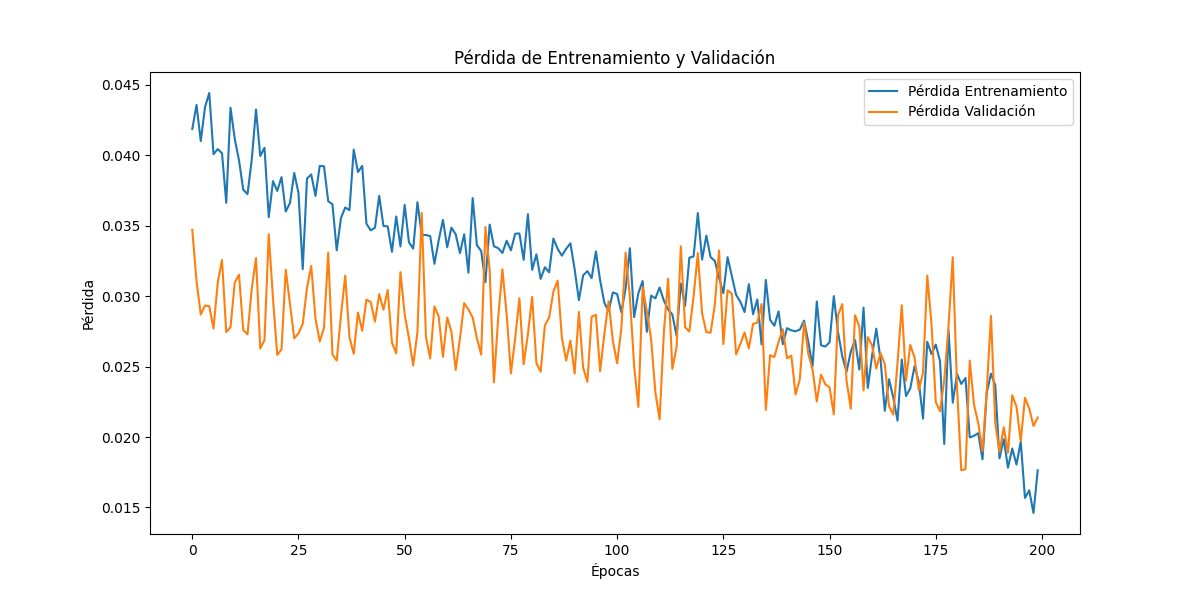 Pérdida de Entrenamiento y Validación
0.045
0.040
0.035
0.030
0.025
0.020
0.015
Pérdida
Pérdida Entrenamiento
Pérdida Validación
0 25 50 75 100 125 150 175 200
Épocas